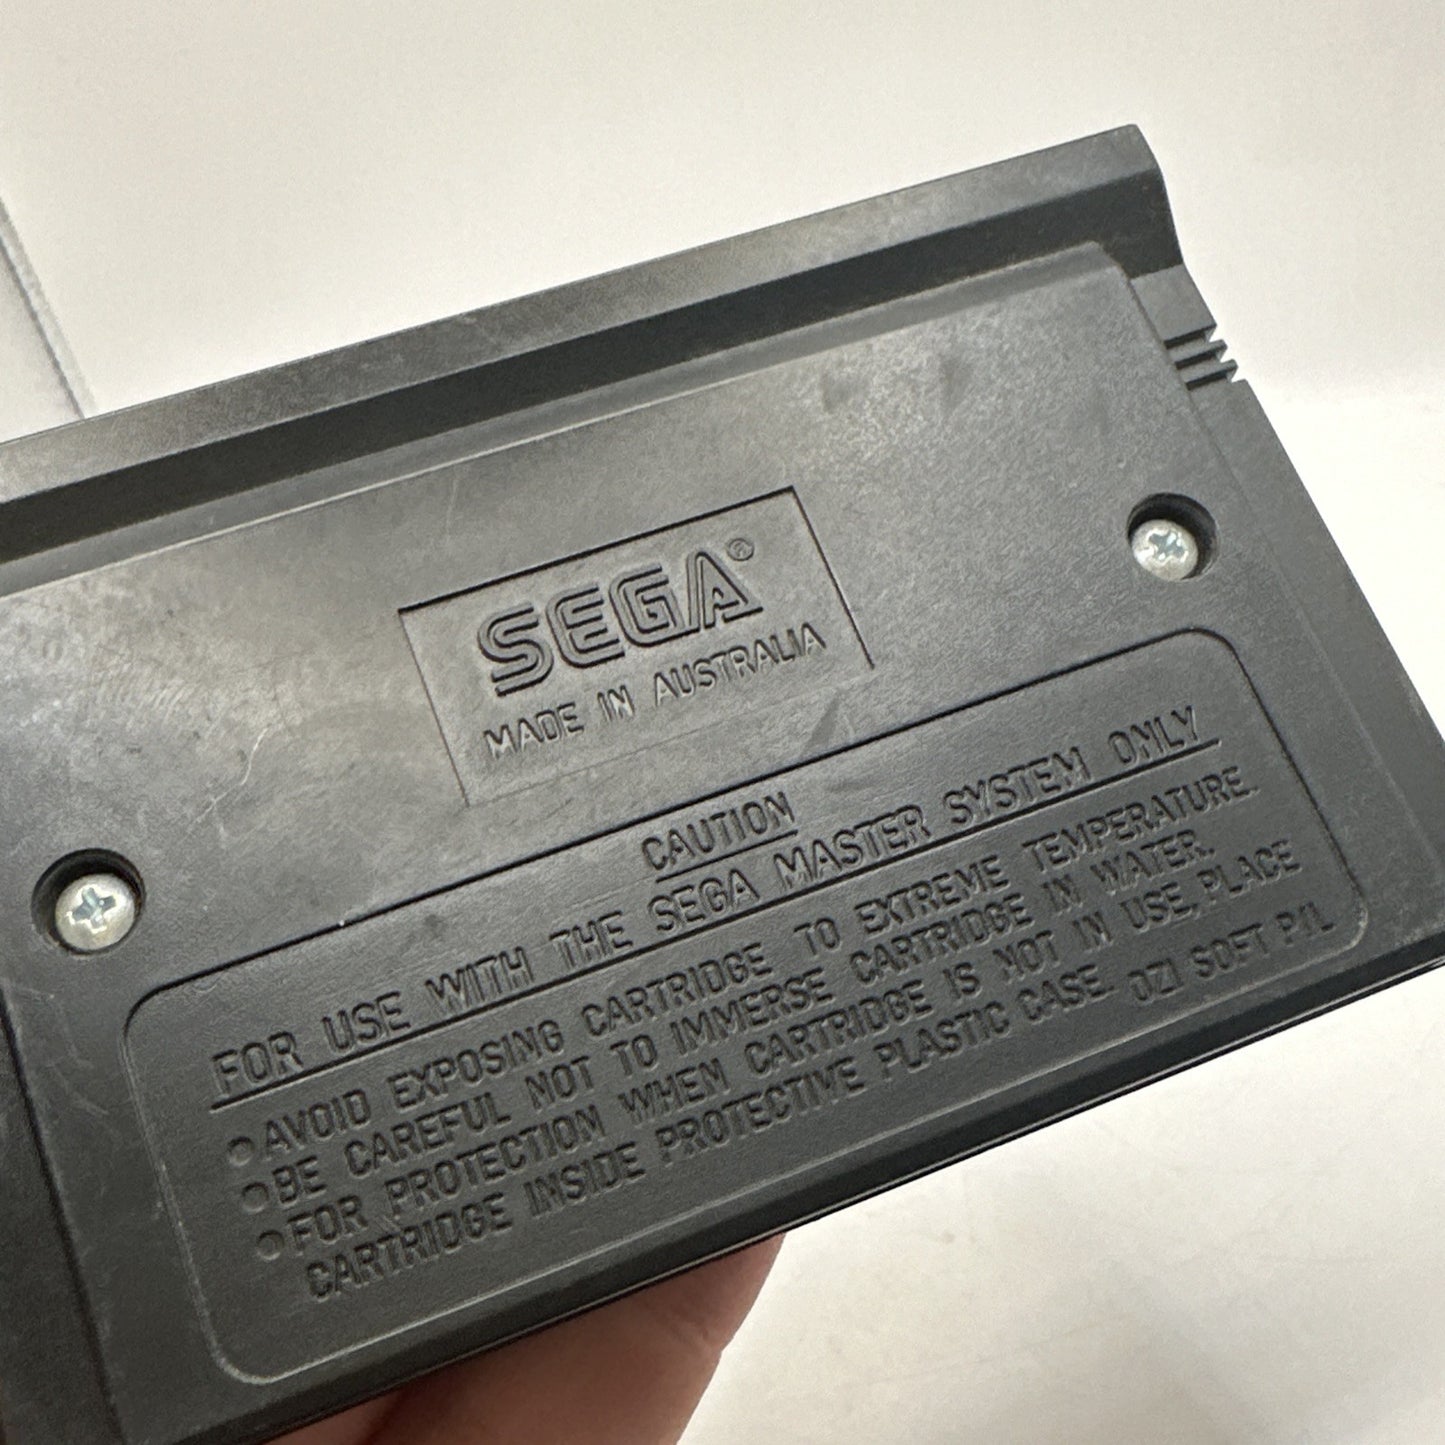 SEGA®
MADE IN AUSTRALIA
CAUTION
FOR USE WITH THE SEGA MASTER SYSTEM ONLY
●AVOID EXPOSING CARTRIDGE TO EXTREME TEMPERATURE.
●BE CAREFUL NOT TO IMMERSE CARTRIDGE IN WATER.
●FOR PROTECTION WHEN CARTRIDGE IS NOT IN USE, PLACE
CARTRIDGE INSIDE PROTECTIVE PLASTIC CASE. OZI SOFT P/L